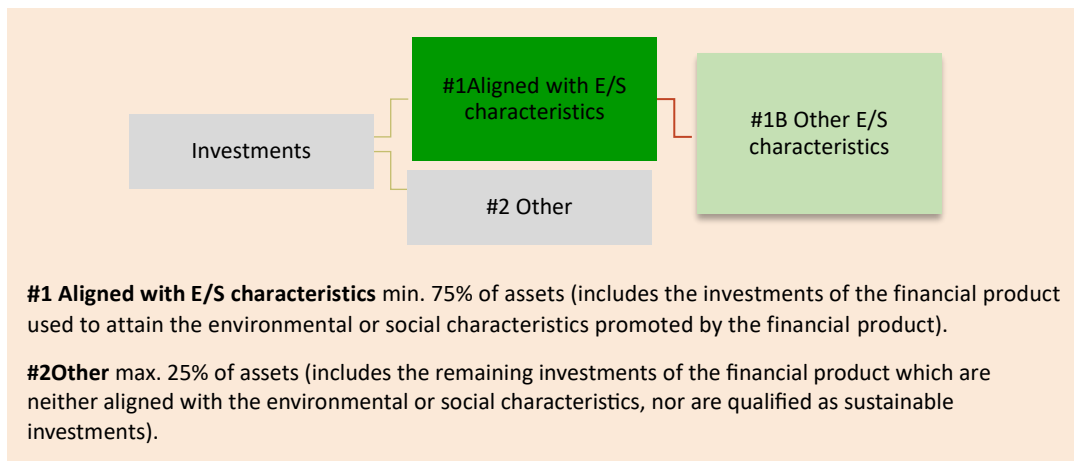 #1Aligned with E/S
characteristics
#1B Other E/S
characteristics
Investments
#2 Other
#1 Aligned with E/S characteristics min. 75% of assets (includes the investments of the financial product
used to attain the environmental or social characteristics promoted by the financial product).
#2Other max. 25% of assets (includes the remaining investments of the financial product which are
neither aligned with the environmental or social characteristics, nor are qualified as sustainable
investments).